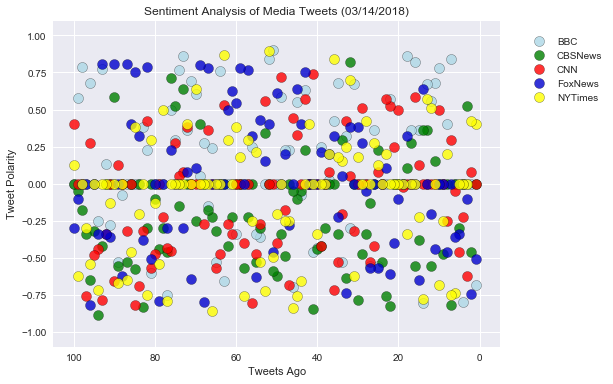 Sentiment Analysis of Media Tweets (03/14/2018)
1.00
0.75
0.50
0.25
0.00
−0.25
−0.50
−0.75
−1.00
Tweet Polarity
100
80
60
40
20
0
Tweets Ago
BBC
CBSNews
CNN
FoxNews
NYTimes